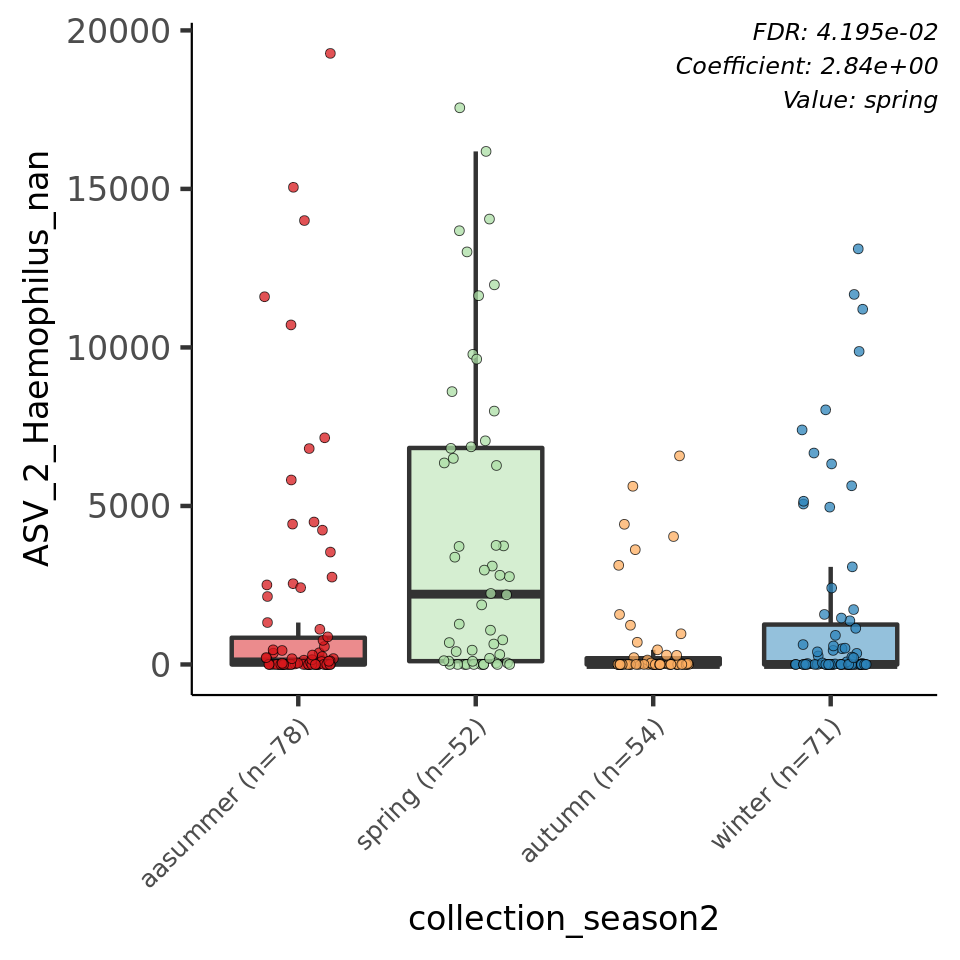 FDR: 4.195e-02
Coefficient: 2.84e+00
Value: spring
ASV_2_Haemophilus_nan
20000
15000
10000
5000
0
aasummer (n=78)
spring (n=52)
autumn (n=54)
winter (n=71)
collection_season2